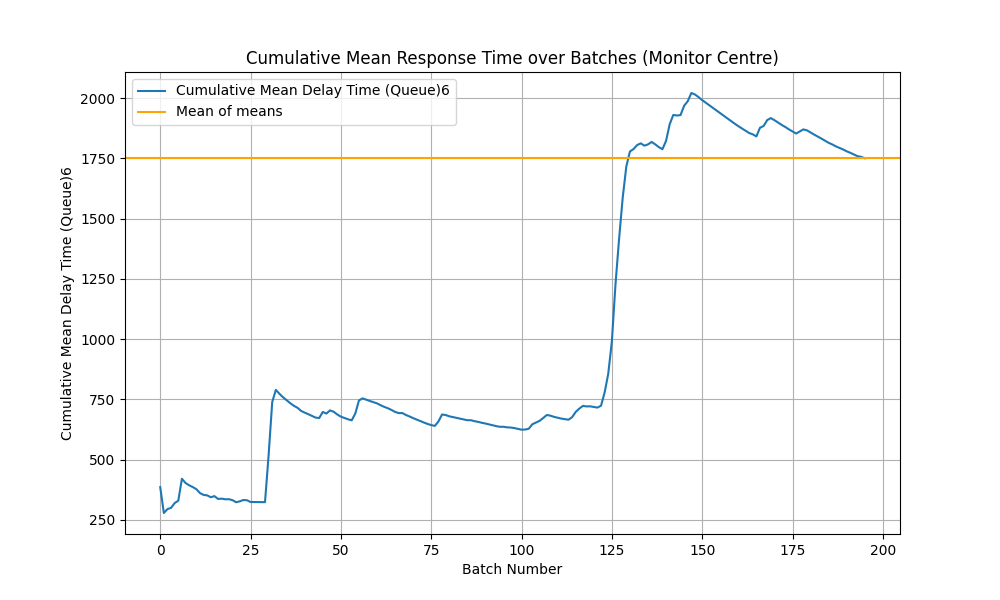 Cumulative Mean Response Time over Batches (Monitor Centre)
Cumulative Mean Delay Time (Queue)6
Mean of means
Cumulative Mean Delay Time (Queue)6
2000
1750
1500
1250
1000
750
500
250
0 25 50 75 100 125 150 175 200
Batch Number